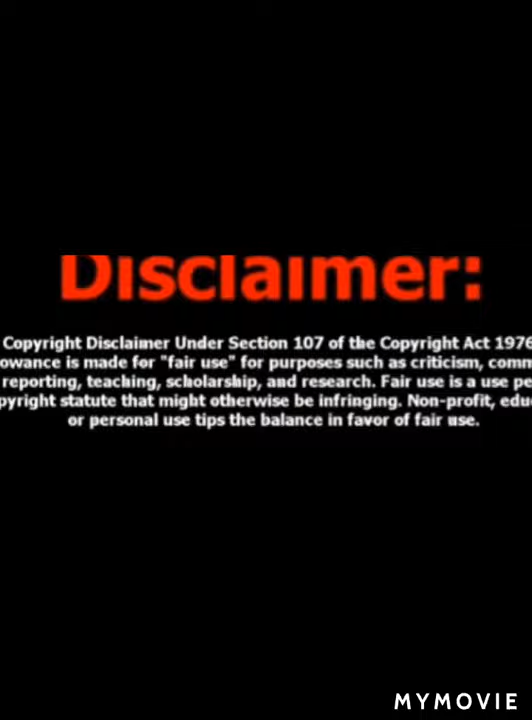 Disclaimer:
Copyright Disclaimer Under Section 107 of the Copyright Act 1976
owance is made for "fair use" for purposes such as criticism, comm
reporting, teaching, scholarship, and research. Fair use is a use pe
pyright statute that might otherwise be infringing. Non-profit, edu
or personal use tips the balance in favor of fair use.
MYMOVIE